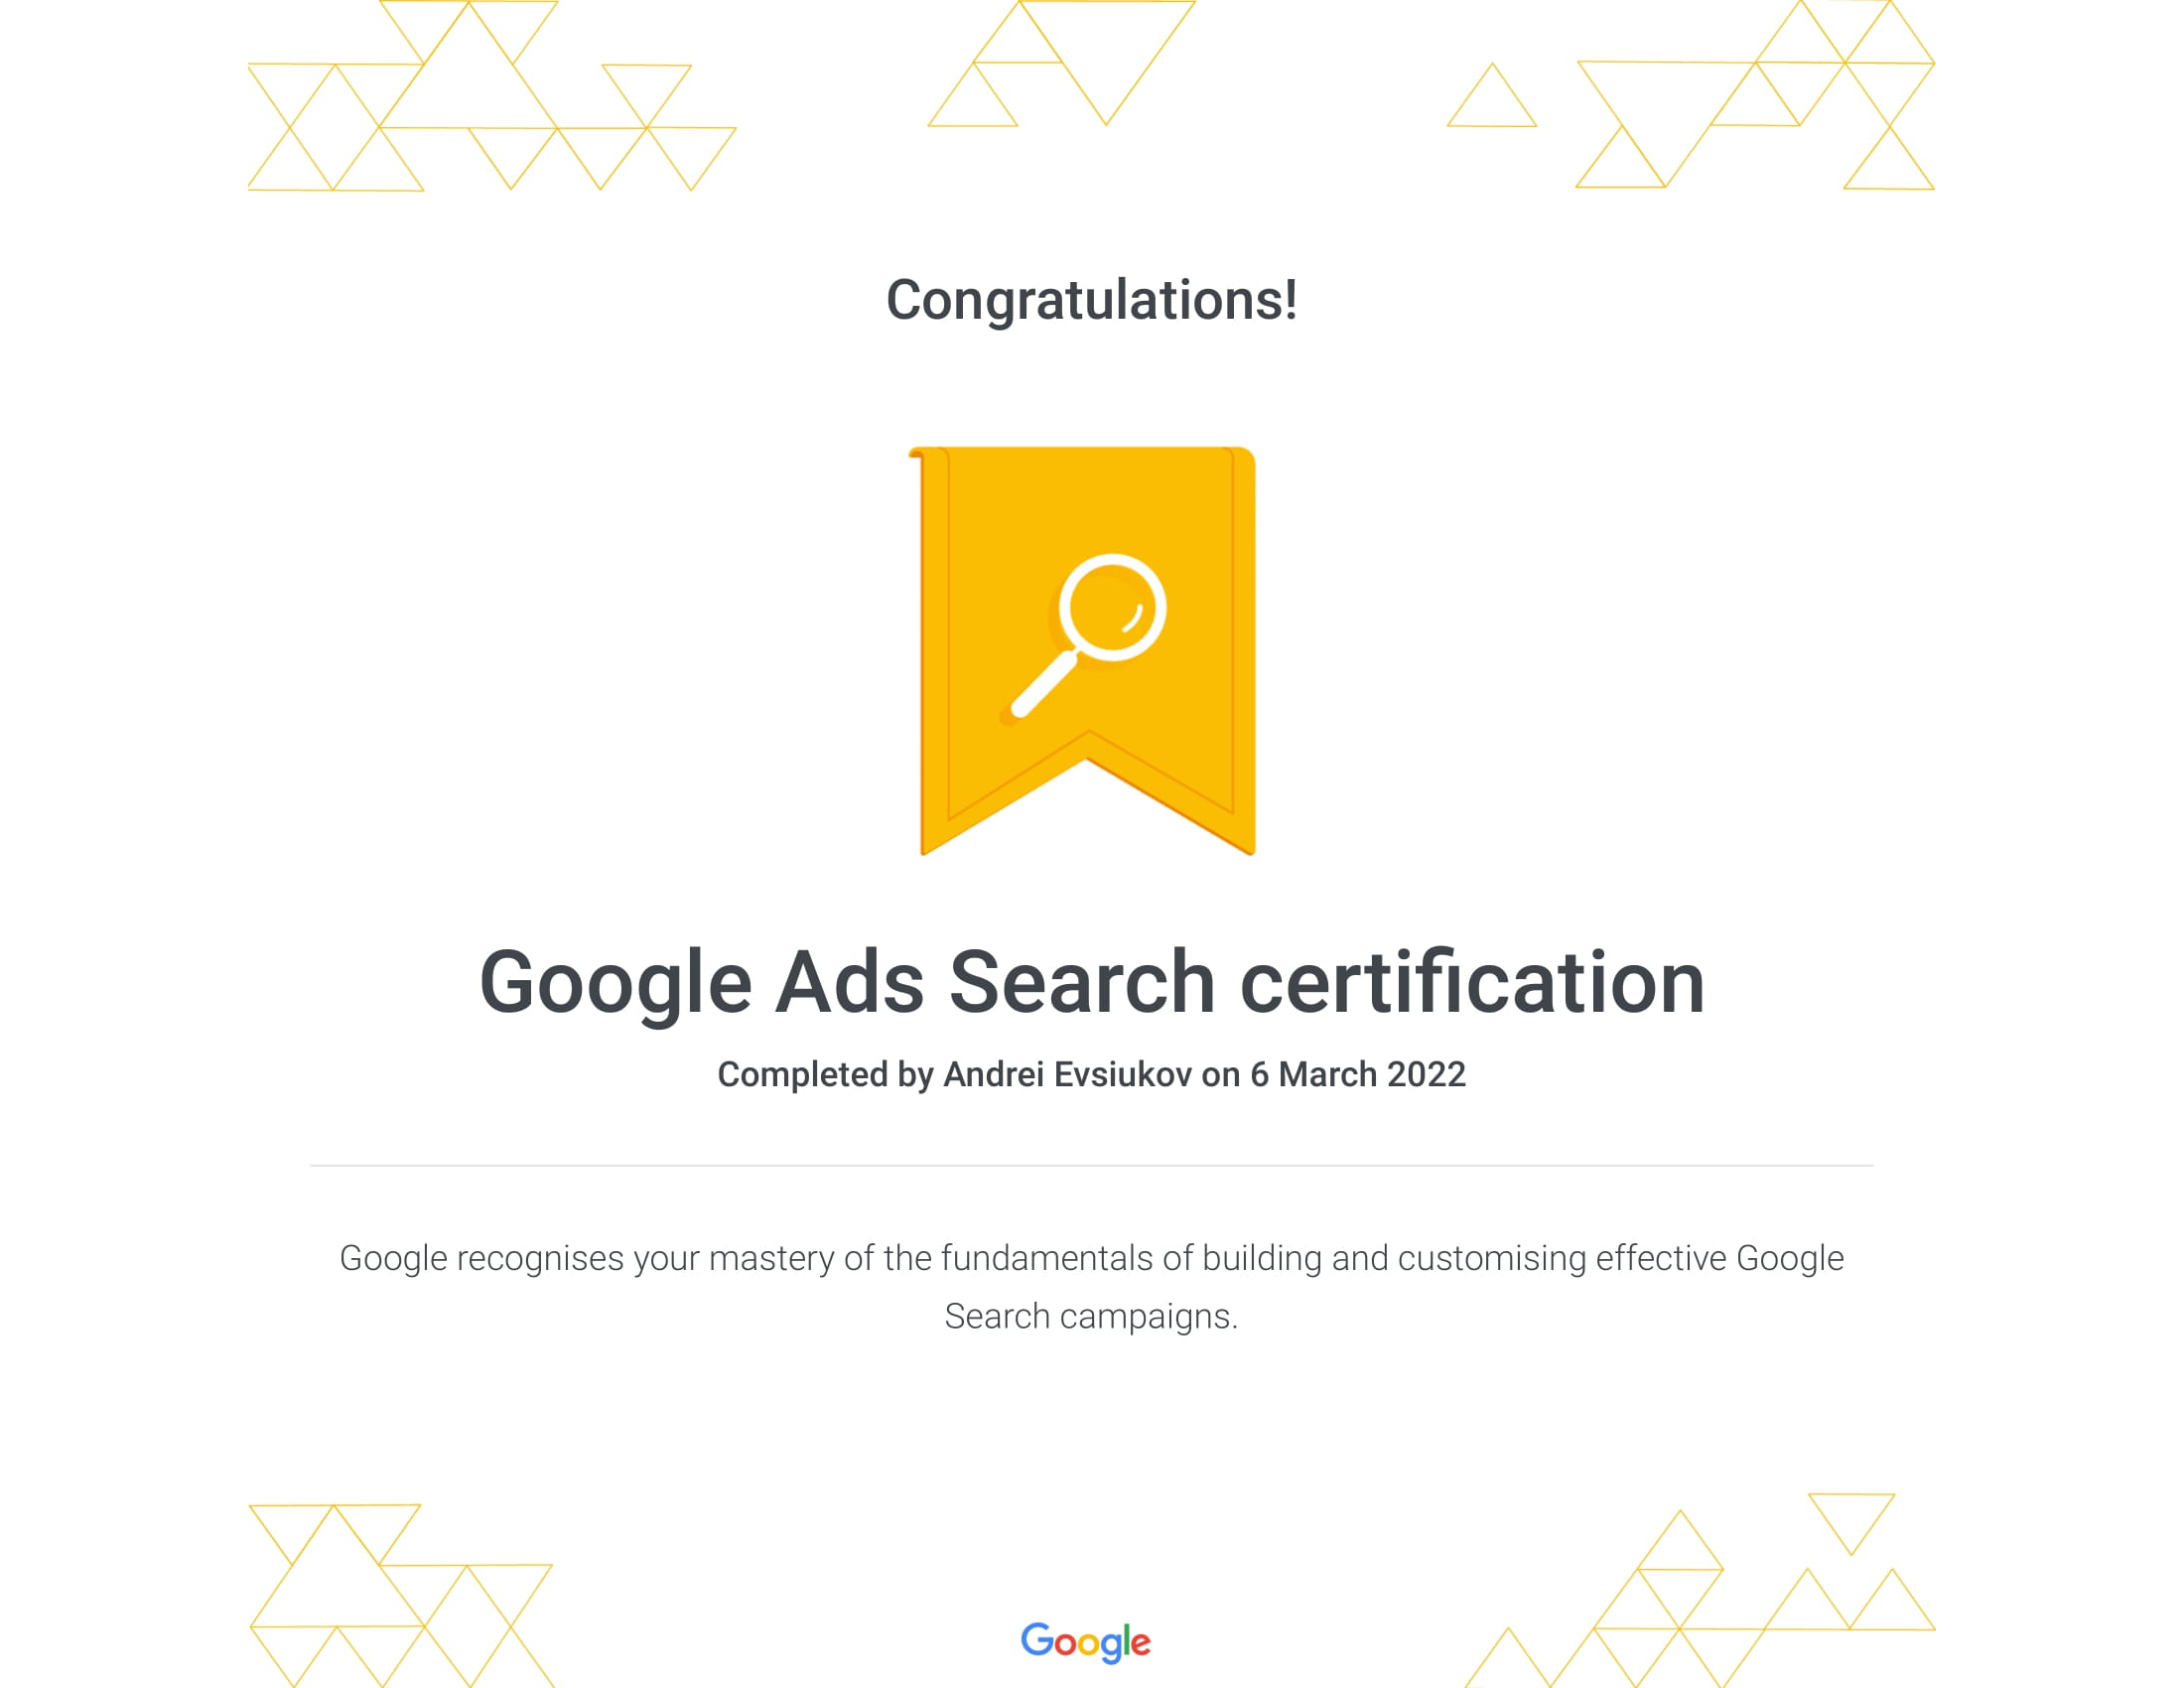 Congratulations!
Google Ads Search certification
Completed by Andrei Evsiukov on 6 March 2022
Google recognises your mastery of the fundamentals of building and customising effective Google
Search campaigns.
Google